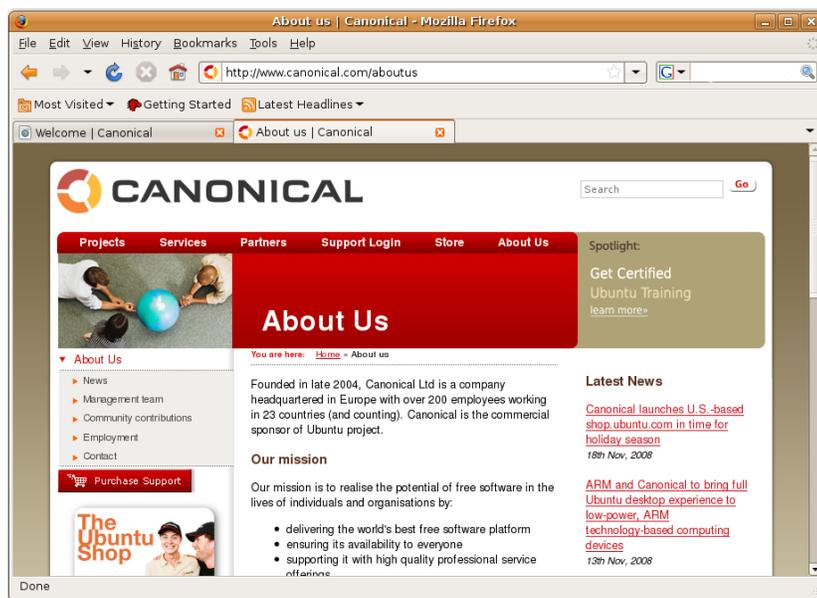 About us | Canonical - Mozilla Firefox
File Edit View History Bookmarks Tools Help
http://www.canonical.com/aboutus
G
Most Visited Getting Started Latest Headlines
Welcome | Canonical
About us | Canonical
CANONICAL
Search
Go
Projects Services Partners Support Login Store About Us
Spotlight:
Get Certified
Ubuntu Training
learn more»
About Us
You are here: Home » About us
About Us
News
Management team
Community contributions
Employment
Contact
Purchase Support
The
Ubuntu
Shop
Founded in late 2004, Canonical Ltd is a company
headquartered in Europe with over 200 employees working
in 23 countries (and counting). Canonical is the commercial
sponsor of Ubuntu project.
Our mission
Our mission is to realise the potential of free software in the
lives of individuals and organisations by:
delivering the world's best free software platform
ensuring its availability to everyone
supporting it with high quality professional service
offerings
Latest News
Canonical launches U.S.-based
shop.ubuntu.com in time for
holiday season
18th Nov, 2008
ARM and Canonical to bring full
Ubuntu desktop experience to
low-power, ARM
technology-based computing
devices
13th Nov, 2008
Done